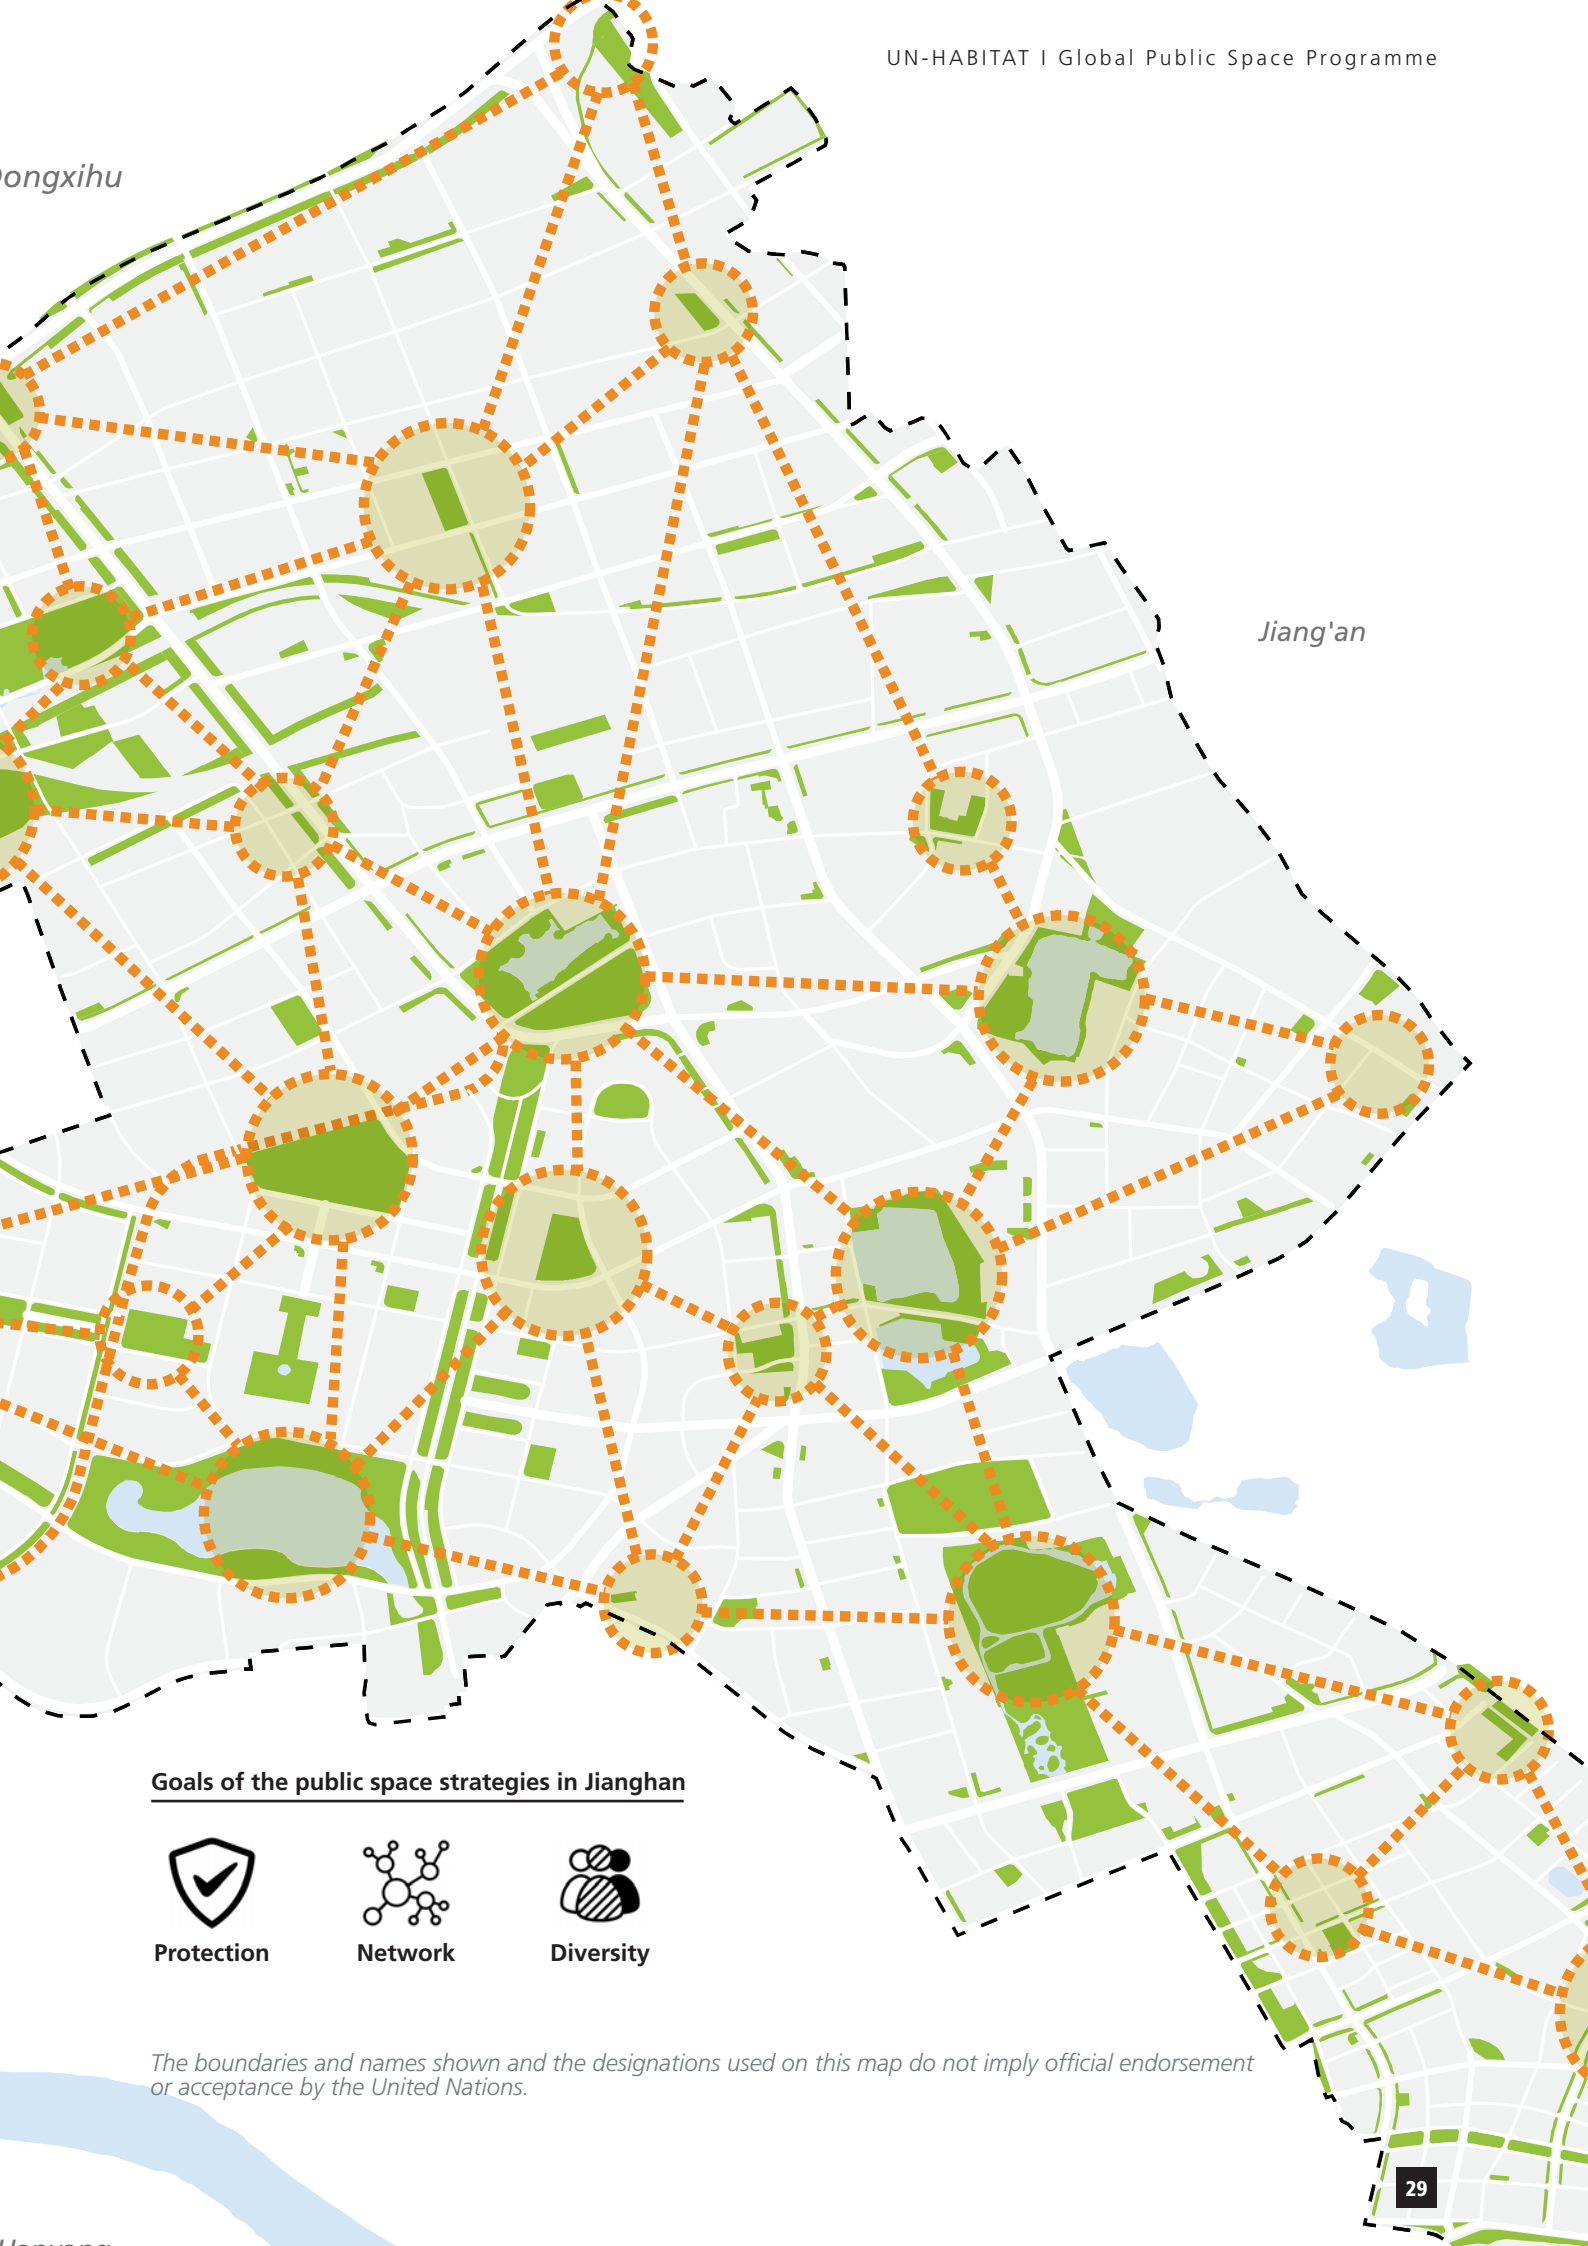 UN-HABITAT I Global Public Space Programme
Jiang'an
Goals of the public space strategies in Jianghan
Protection
Network
Diversity
The boundaries and names shown and the designations used on this map do not imply official endorsement
or acceptance by the United Nations.
29